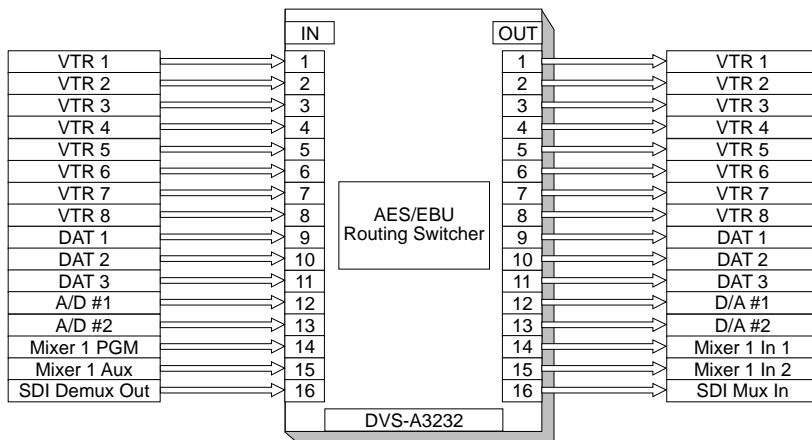 IN OUT
VTR 1 1 1 VTR 1
VTR 2 2 2 VTR 2
VTR 3 3 3 VTR 3
VTR 4 4 4 VTR 4
VTR 5 5 5 VTR 5
VTR 6 6 6 VTR 6
VTR 7 7 7 VTR 7
VTR 8 8 8 VTR 8
DAT 1 9 9 DAT 1
DAT 2 10 10 DAT 2
DAT 3 11 11 DAT 3
A/D #1 12 12 D/A #1
A/D #2 13 13 D/A #2
Mixer 1 PGM 14 14 Mixer 1 In 1
Mixer 1 Aux 15 15 Mixer 1 In 2
SDI Demux Out 16 16 SDI Mux In
AES/EBU
Routing Switcher
DVS-A3232